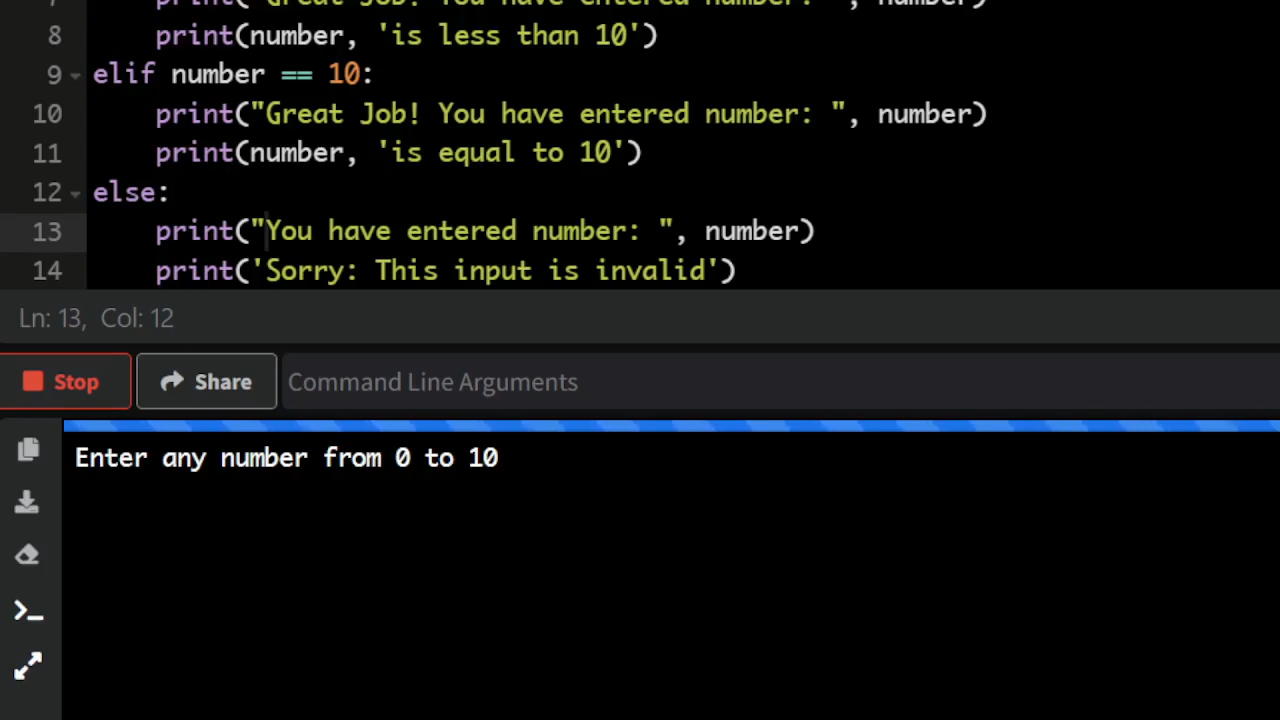 7 print("Great Job! You have entered number: ", number)
8 print(number, 'is less than 10')
9 elif number == 10:
10 print("Great Job! You have entered number: ", number)
11 print(number, 'is equal to 10')
12 else:
13 print("You have entered number: ", number)
14 print('Sorry: This input is invalid')
Ln: 13, Col: 12
Stop Share Command Line Arguments
Enter any number from 0 to 10